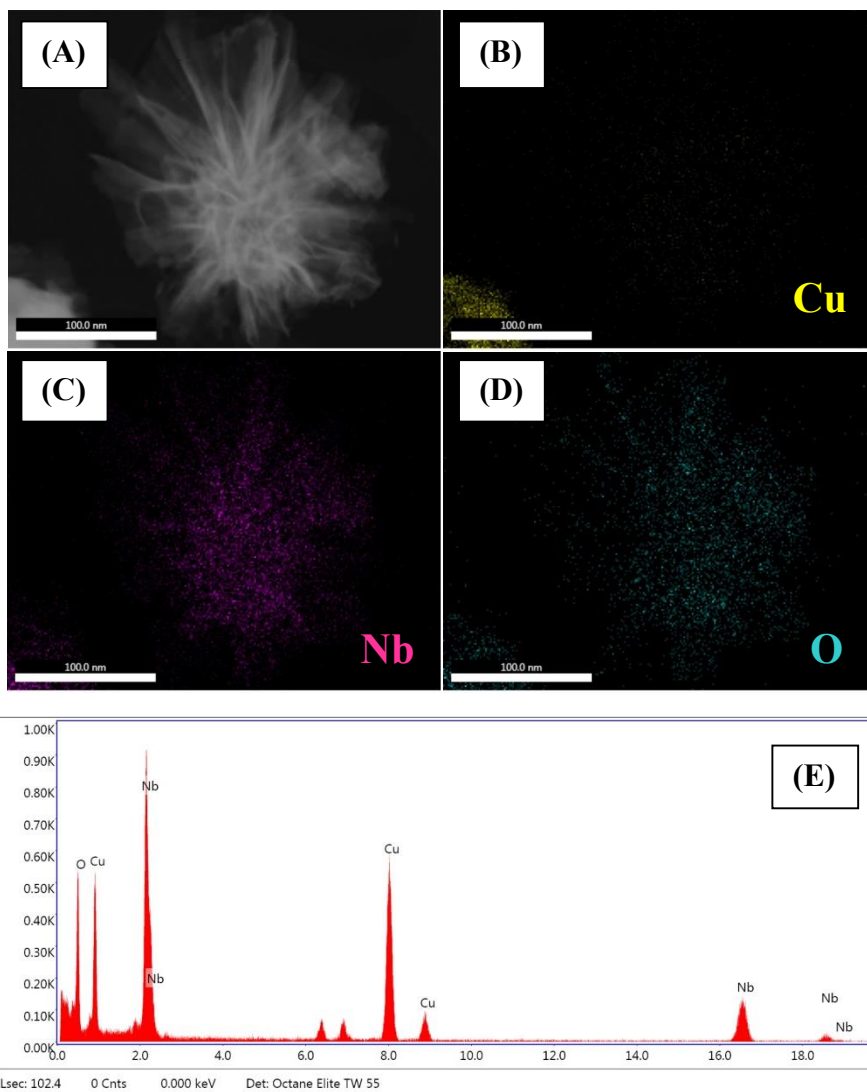 (A)
(B)
100.0 nm
100.0 nm
Cu
(C)
(D)
100.0 nm
100.0 nm
Nb
O
1.00K
0.90K
0.80K
0.70K
0.60K
0.50K
0.40K
0.30K
0.20K
0.10K
0.00K
(E)
Nb
O
Cu
Nb
Cu
Cu
Nb
Nb
Nb
0.0 2.0 4.0 6.0 8.0 10.0 12.0 14.0 16.0 18.0
Lsec: 102.4 0 Cnts 0.000 keV Det: Octane Elite TW 55